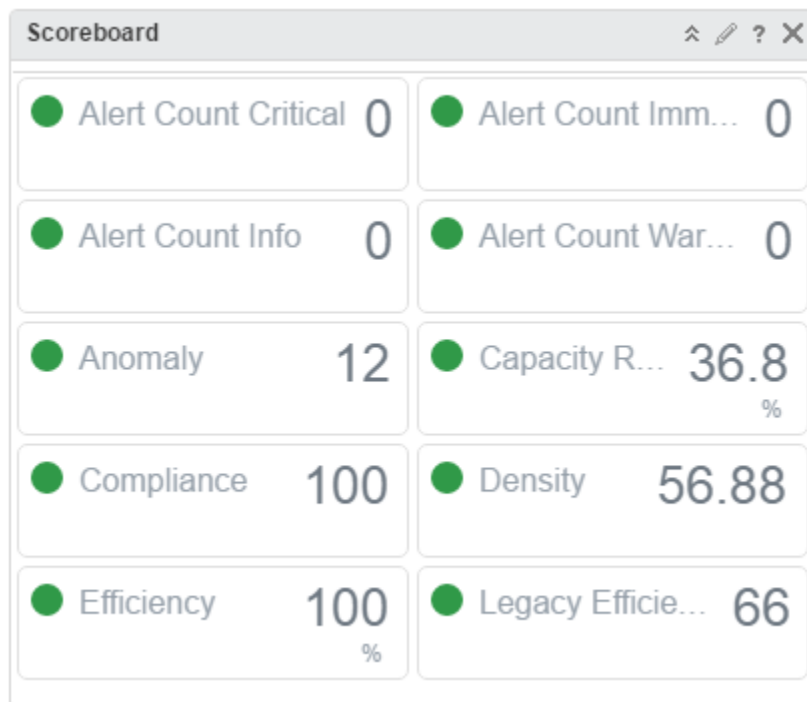 Scoreboard ?
Alert Count Critical 0
Alert Count Imm... 0
Alert Count Info 0
Alert Count War... 0
Anomaly 12
Capacity R... 36.8
%
Compliance 100
Density 56.88
Efficiency 100
%
Legacy Efficie... 66